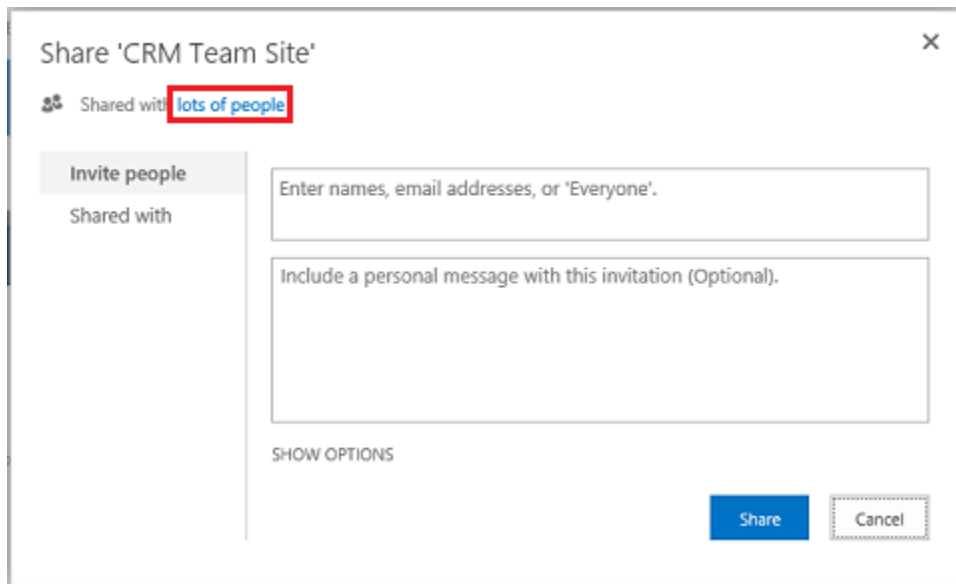 Share 'CRM Team Site'
Shared with lots of people
Invite people
Shared with
Enter names, email addresses, or 'Everyone'.
Include a personal message with this invitation (Optional).
SHOW OPTIONS
Share
Cancel